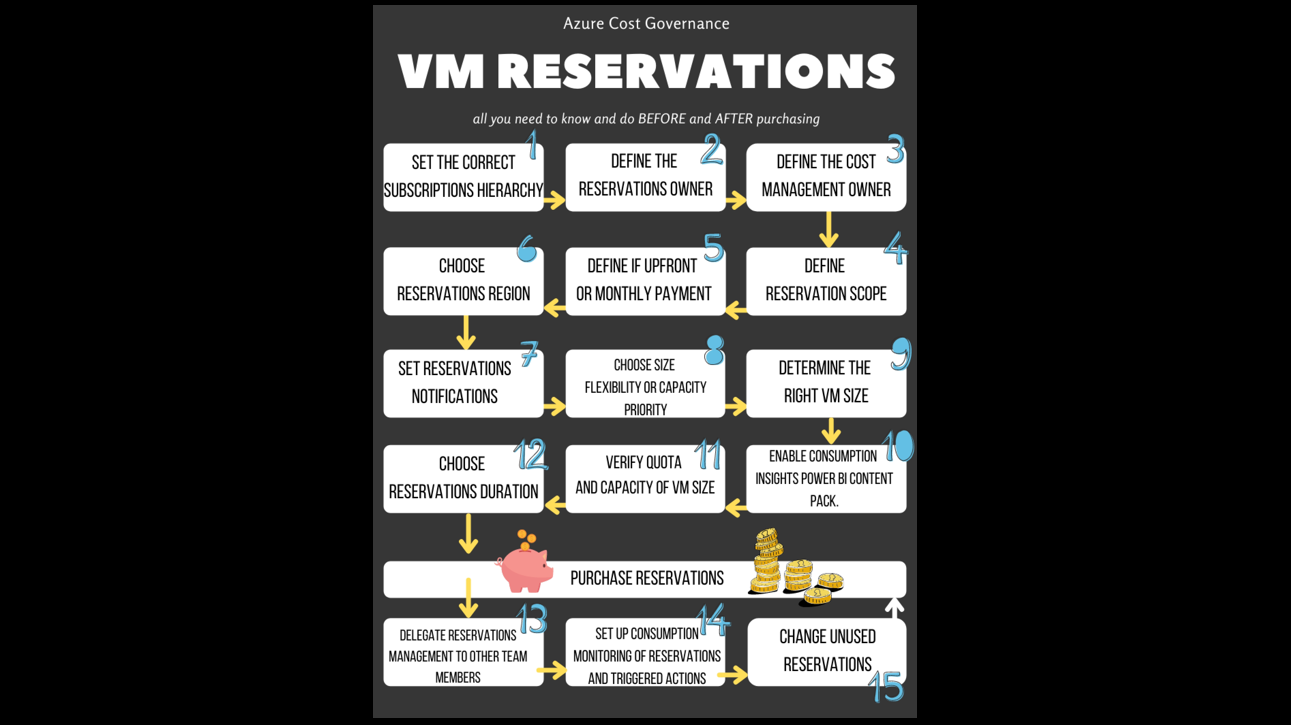 Azure Cost Governance
VM RESERVATIONS
all you need to know and do BEFORE and AFTER purchasing
1
SET THE CORRECT
SUBSCRIPTIONS HIERARCHY
2
DEFINE THE
RESERVATIONS OWNER
3
DEFINE THE COST
MANAGEMENT OWNER
4
DEFINE
RESERVATION SCOPE
5
DEFINE IF UPFRONT
OR MONTHLY PAYMENT
6
CHOOSE
RESERVATIONS REGION
7
SET RESERVATIONS
NOTIFICATIONS
8
CHOOSE SIZE
FLEXIBILITY OR CAPACITY
PRIORITY
9
DETERMINE THE
RIGHT VM SIZE
10
ENABLE CONSUMPTION
INSIGHTS POWER BI CONTENT
PACK.
11
VERIFY QUOTA
AND CAPACITY OF VM SIZE
12
CHOOSE
RESERVATIONS DURATION
PURCHASE RESERVATIONS
13
DELEGATE RESERVATIONS
MANAGEMENT TO OTHER TEAM
MEMBERS
14
SET UP CONSUMPTION
MONITORING OF RESERVATIONS
AND TRIGGERED ACTIONS
CHANGE UNUSED
RESERVATIONS
15